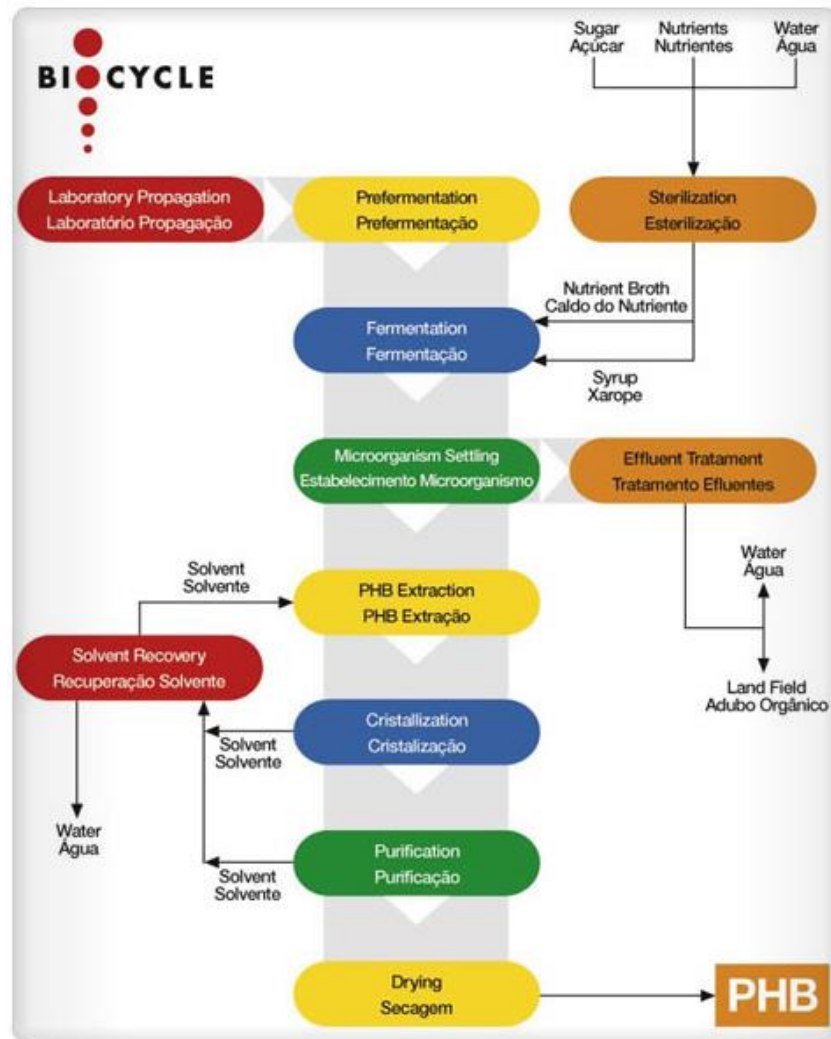 BIOCYCLE
Sugar
Açúcar
Nutrients
Nutrientes
Water
Água
Laboratory Propagation
Laboratório Propagação
Prefermentation
Prefermentação
Sterilization
Esterilização
Nutrient Broth
Caldo do Nutriente
Fermentation
Fermentação
Syrup
Xarope
Microorganism Settling
Estabelecimento Microorganismo
Effluent Tratament
Tratamento Efluentes
Water
Água
Solvent
Solvente
PHB Extraction
PHB Extração
Solvent Recovery
Recuperação Solvente
Land Field
Adubo Orgânico
Cristallization
Cristalização
Solvent
Solvente
Water
Água
Purification
Purificação
Solvent
Solvente
Drying
Secagem
PHB